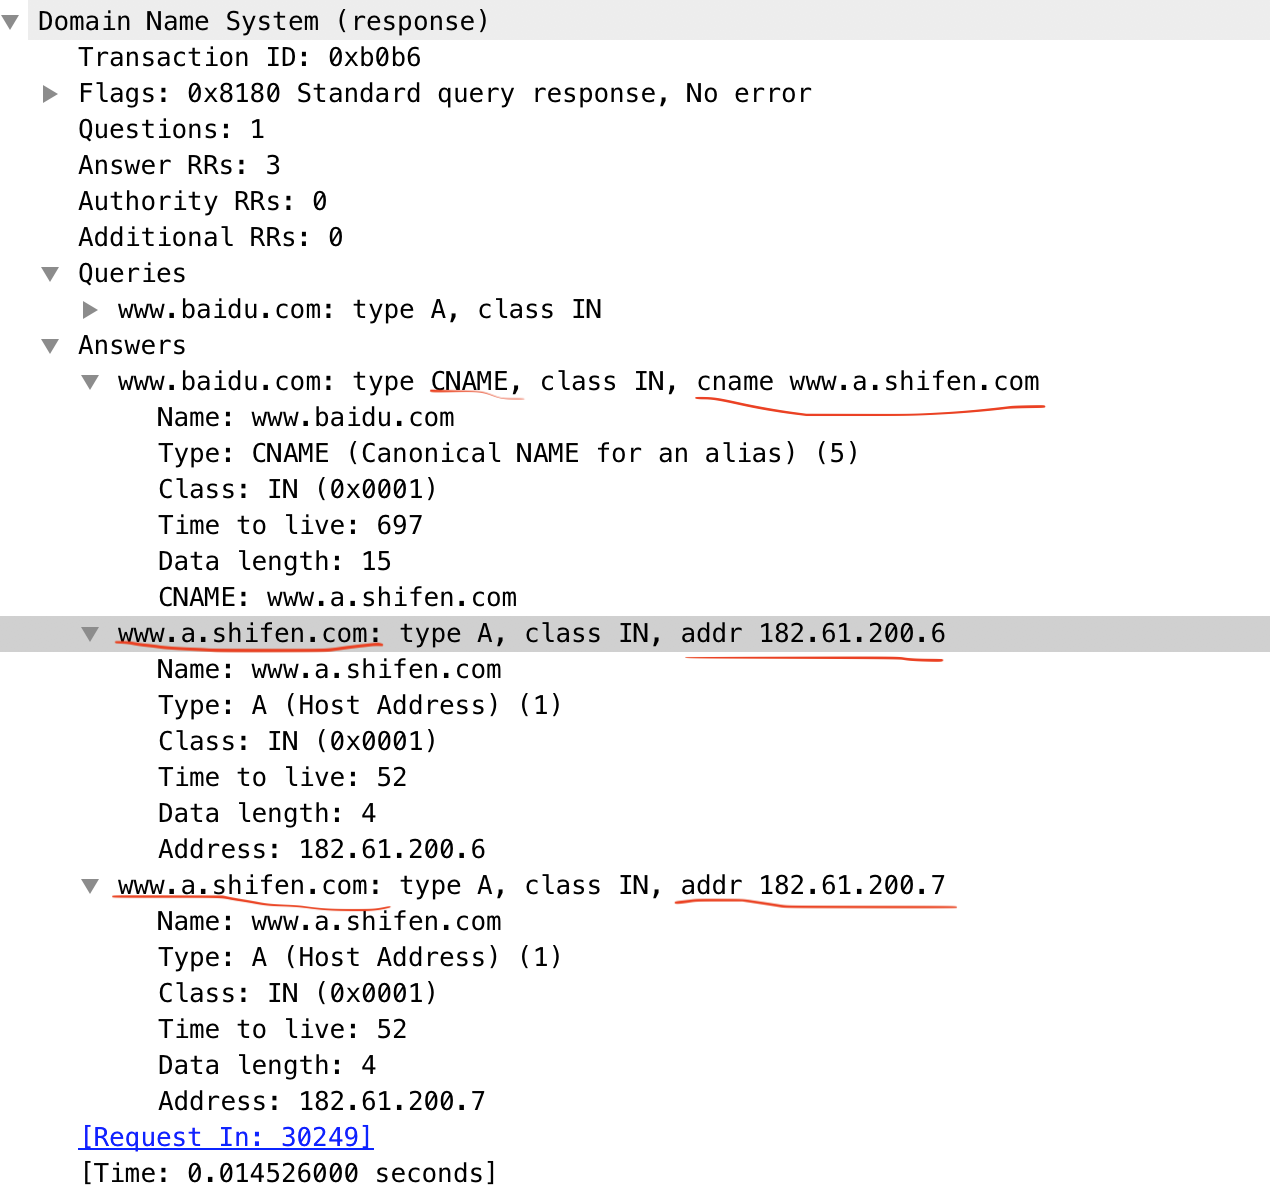 Domain Name System (response)
Transaction ID: 0xb0b6
Flags: 0x8180 Standard query response, No error
Questions: 1
Answer RRs: 3
Authority RRs: 0
Additional RRs: 0
Queries
www.baidu.com: type A, class IN
Answers
www.baidu.com: type CNAME, class IN, cname www.a.shifen.com
Name: www.baidu.com
Type: CNAME (Canonical NAME for an alias) (5)
Class: IN (0x0001)
Time to live: 697
Data length: 15
CNAME: www.a.shifen.com
www.a.shifen.com: type A, class IN, addr 182.61.200.6
Name: www.a.shifen.com
Type: A (Host Address) (1)
Class: IN (0x0001)
Time to live: 52
Data length: 4
Address: 182.61.200.6
www.a.shifen.com: type A, class IN, addr 182.61.200.7
Name: www.a.shifen.com
Type: A (Host Address) (1)
Class: IN (0x0001)
Time to live: 52
Data length: 4
Address: 182.61.200.7
[Request In: 30249]
[Time: 0.014526000 seconds]